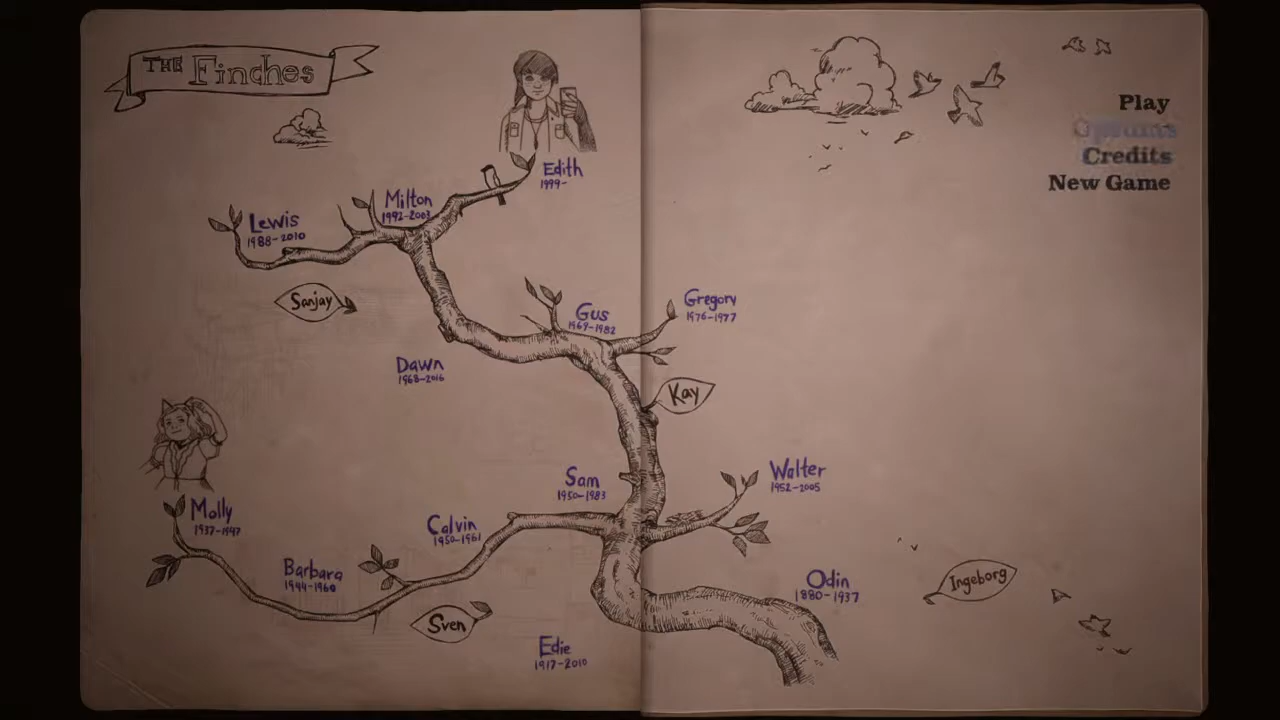 THE Finches
Edith
1999-
Milton
1992-2003
Lewis
1988-2010
Sanjay
Gus
1969-1982
Gregory
1976-1977
Dawn
1968-2016
Kay
Sam
1950-1983
Walter
1952-2005
Molly
1937-1947
Calvin
1950-1961
Barbara
1944-1960
Sven
Edie
1917-2010
Odin
1880-1937
Ingeborg
Play
Options
Credits
New Game